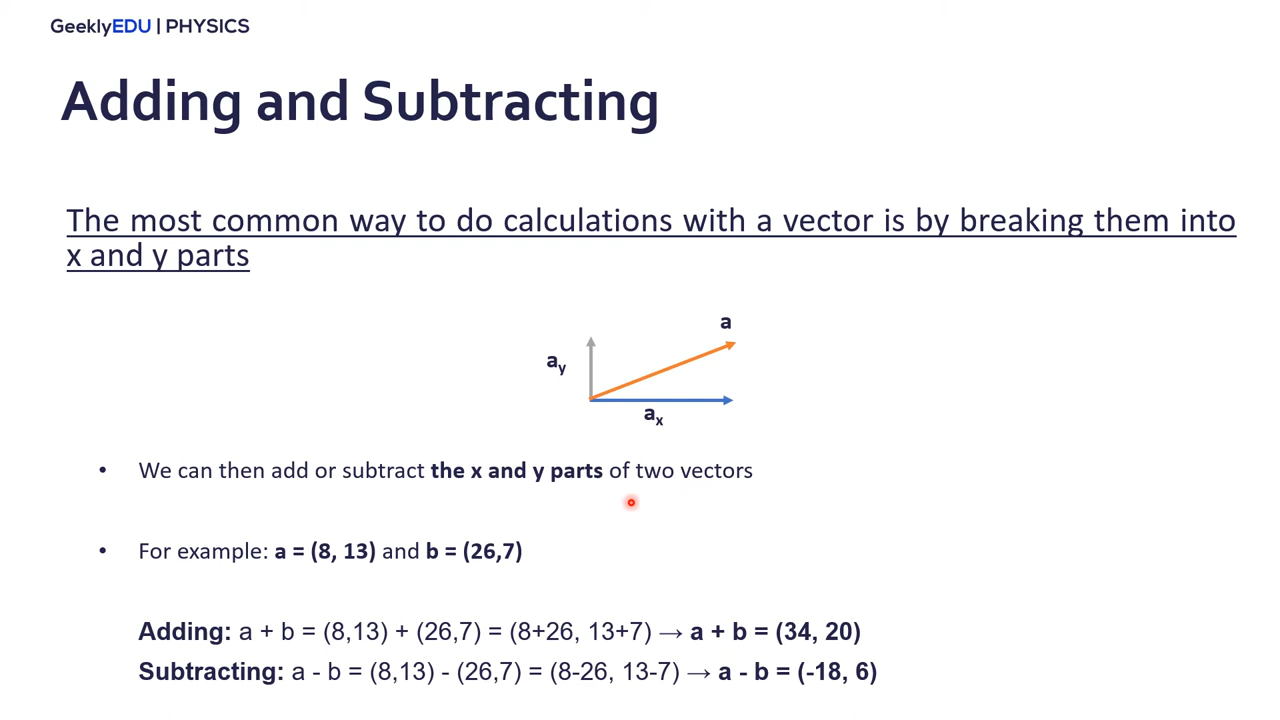 GeeklyEDU | PHYSICS
Adding and Subtracting
The most common way to do calculations with a vector is by breaking them into
x and y parts
a
ay
ax
• We can then add or subtract the x and y parts of two vectors
• For example: a = (8, 13) and b = (26,7)
Adding: a + b = (8,13) + (26,7) = (8+26, 13+7) → a + b = (34, 20)
Subtracting: a - b = (8,13) - (26,7) = (8-26, 13-7) → a - b = (-18, 6)